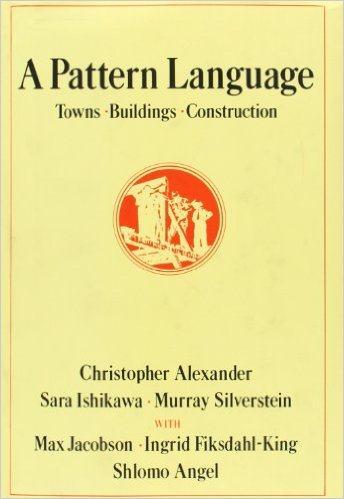 A Pattern Language
Towns · Buildings · Construction
Christopher Alexander
Sara Ishikawa · Murray Silverstein
WITH
Max Jacobson · Ingrid Fiksdahl-King
Shlomo Angel